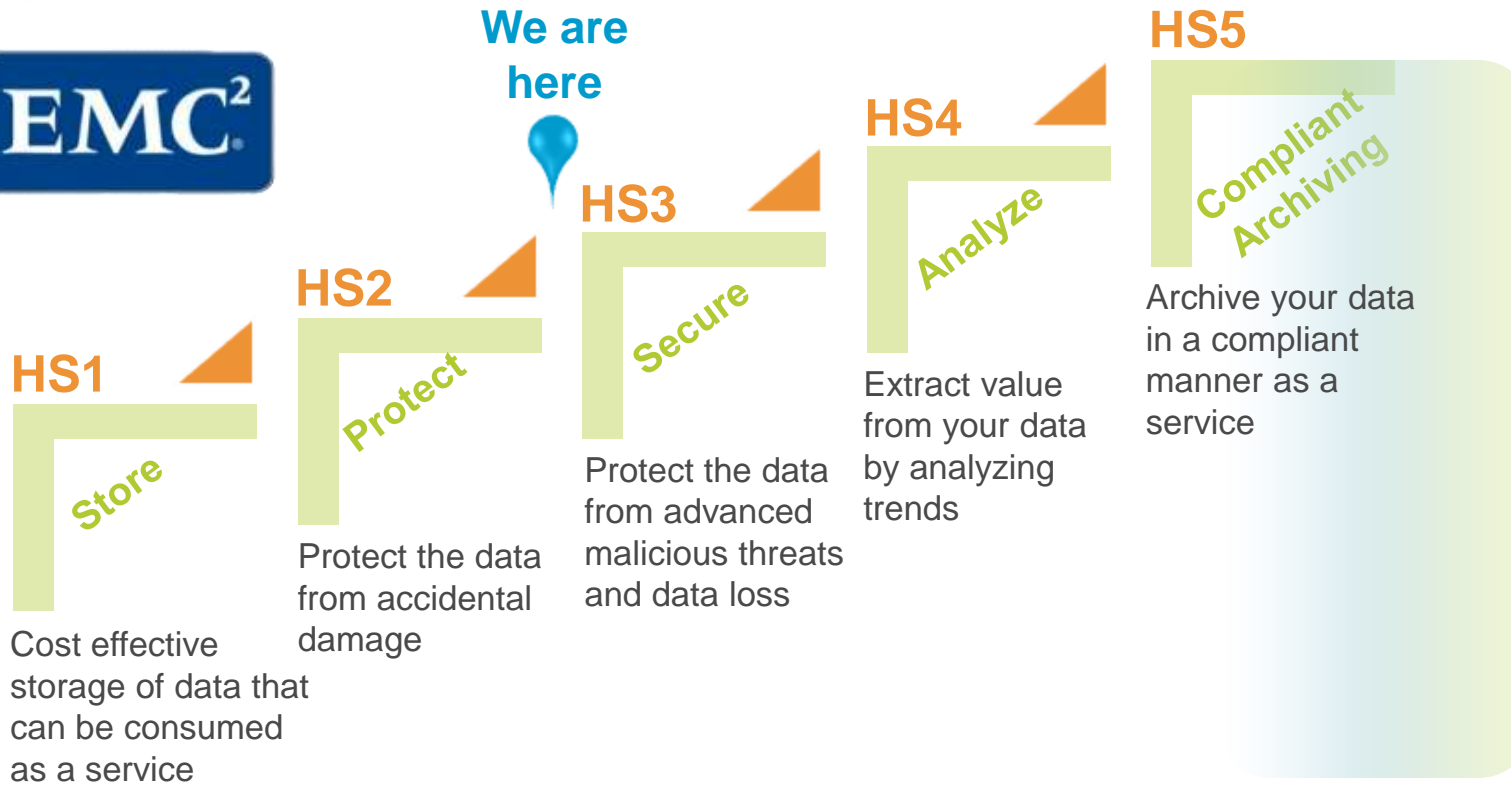 EMC²
We are
here
HS1
Store
Cost effective
storage of data that
can be consumed
as a service
HS2
Protect
Protect the data
from accidental
damage
HS3
Secure
Protect the data
from advanced
malicious threats
and data loss
HS4
Analyze
Extract value
from your data
by analyzing
trends
HS5
Compliant
Archiving
Archive your data
in a compliant
manner as a
service